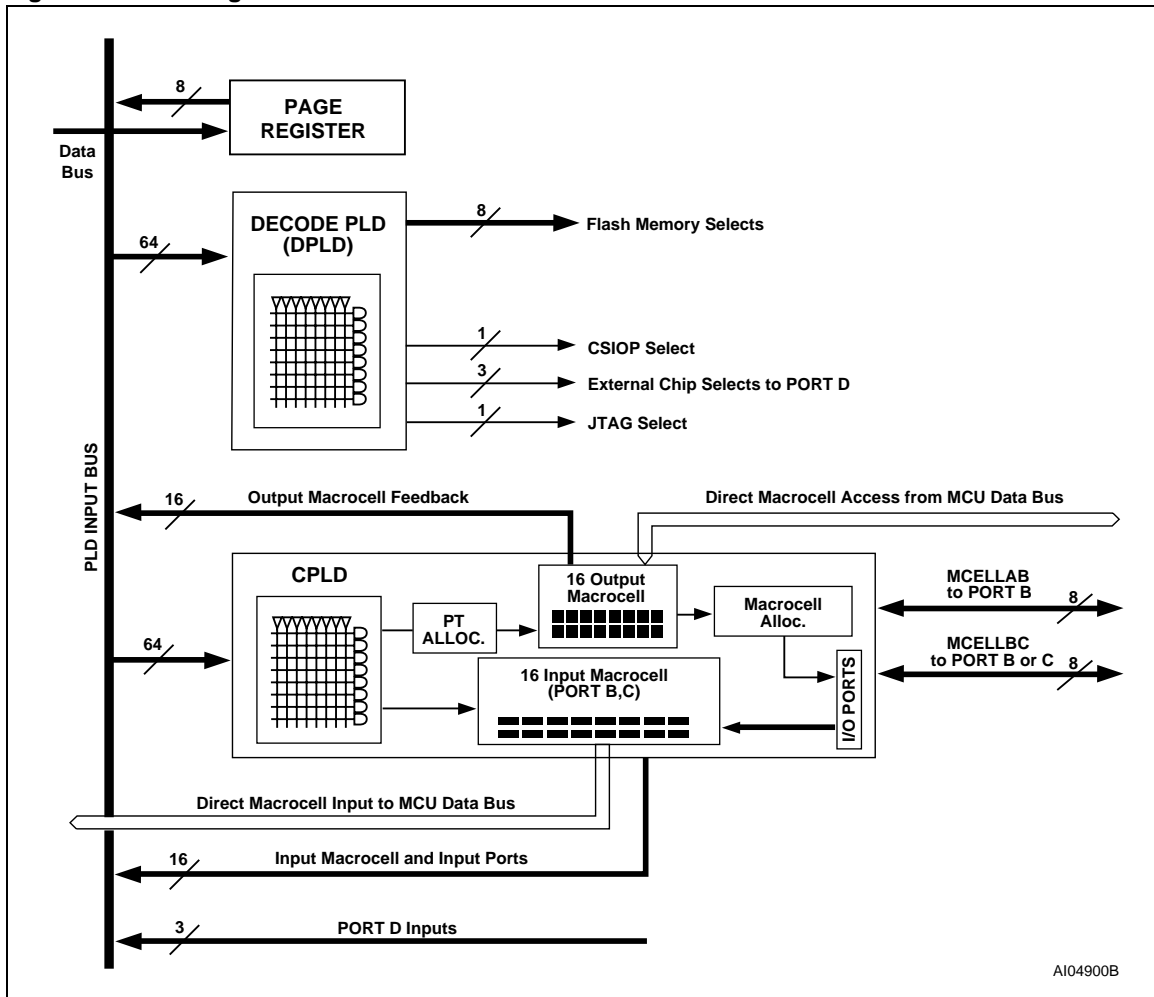 8
PAGE
REGISTER
Data
Bus
DECODE PLD
(DPLD)
8
Flash Memory Selects
64
1
CSIOP Select
3
External Chip Selects to PORT D
1
JTAG Select
PLD INPUT BUS
16
Output Macrocell Feedback
Direct Macrocell Access from MCU Data Bus
CPLD
16 Output
Macrocell
Macrocell
Alloc.
PT
ALLOC.
MCELLAB
to PORT B
8
64
MCELLBC
to PORT B or C
8
16 Input Macrocell
(PORT B,C)
I/O PORTS
Direct Macrocell Input to MCU Data Bus
16
Input Macrocell and Input Ports
3
PORT D Inputs
AI04900B